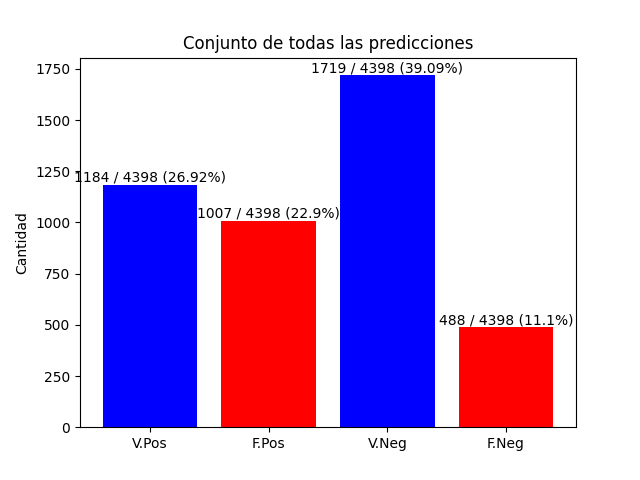 Conjunto de todas las predicciones
Cantidad
1750
1500
1250
1000
750
500
250
0
1184 / 4398 (26.92%)
1007 / 4398 (22.9%)
1719 / 4398 (39.09%)
488 / 4398 (11.1%)
V.Pos
F.Pos
V.Neg
F.Neg